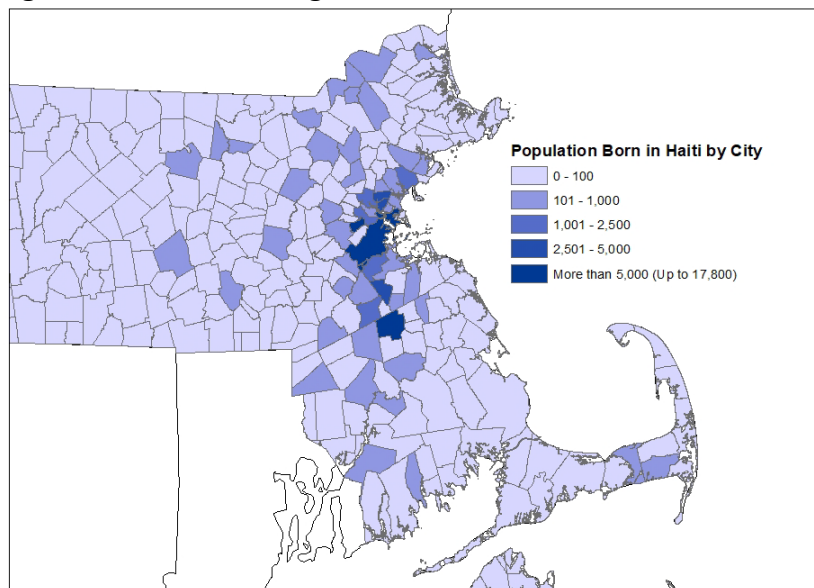 Population Born in Haiti by City
0 - 100
101 - 1,000
1,001 - 2,500
2,501 - 5,000
More than 5,000 (Up to 17,800)